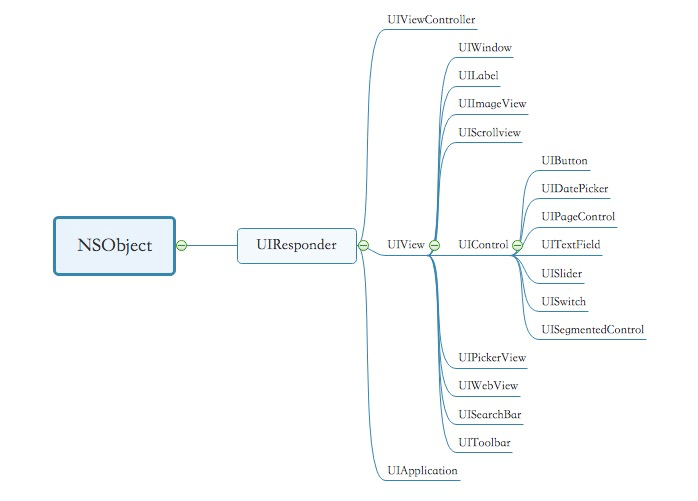 UIViewController
UIWindow
UILabel
UIImageView
UIScrollview
UIButton
UIDatePicker
UIPageControl
NSObject
UIResponder
UIView
UIControl
UITextField
UISlider
UISwitch
UISegmentedControl
UIPickerView
UIWebView
UISearchBar
UIToolbar
UIApplication